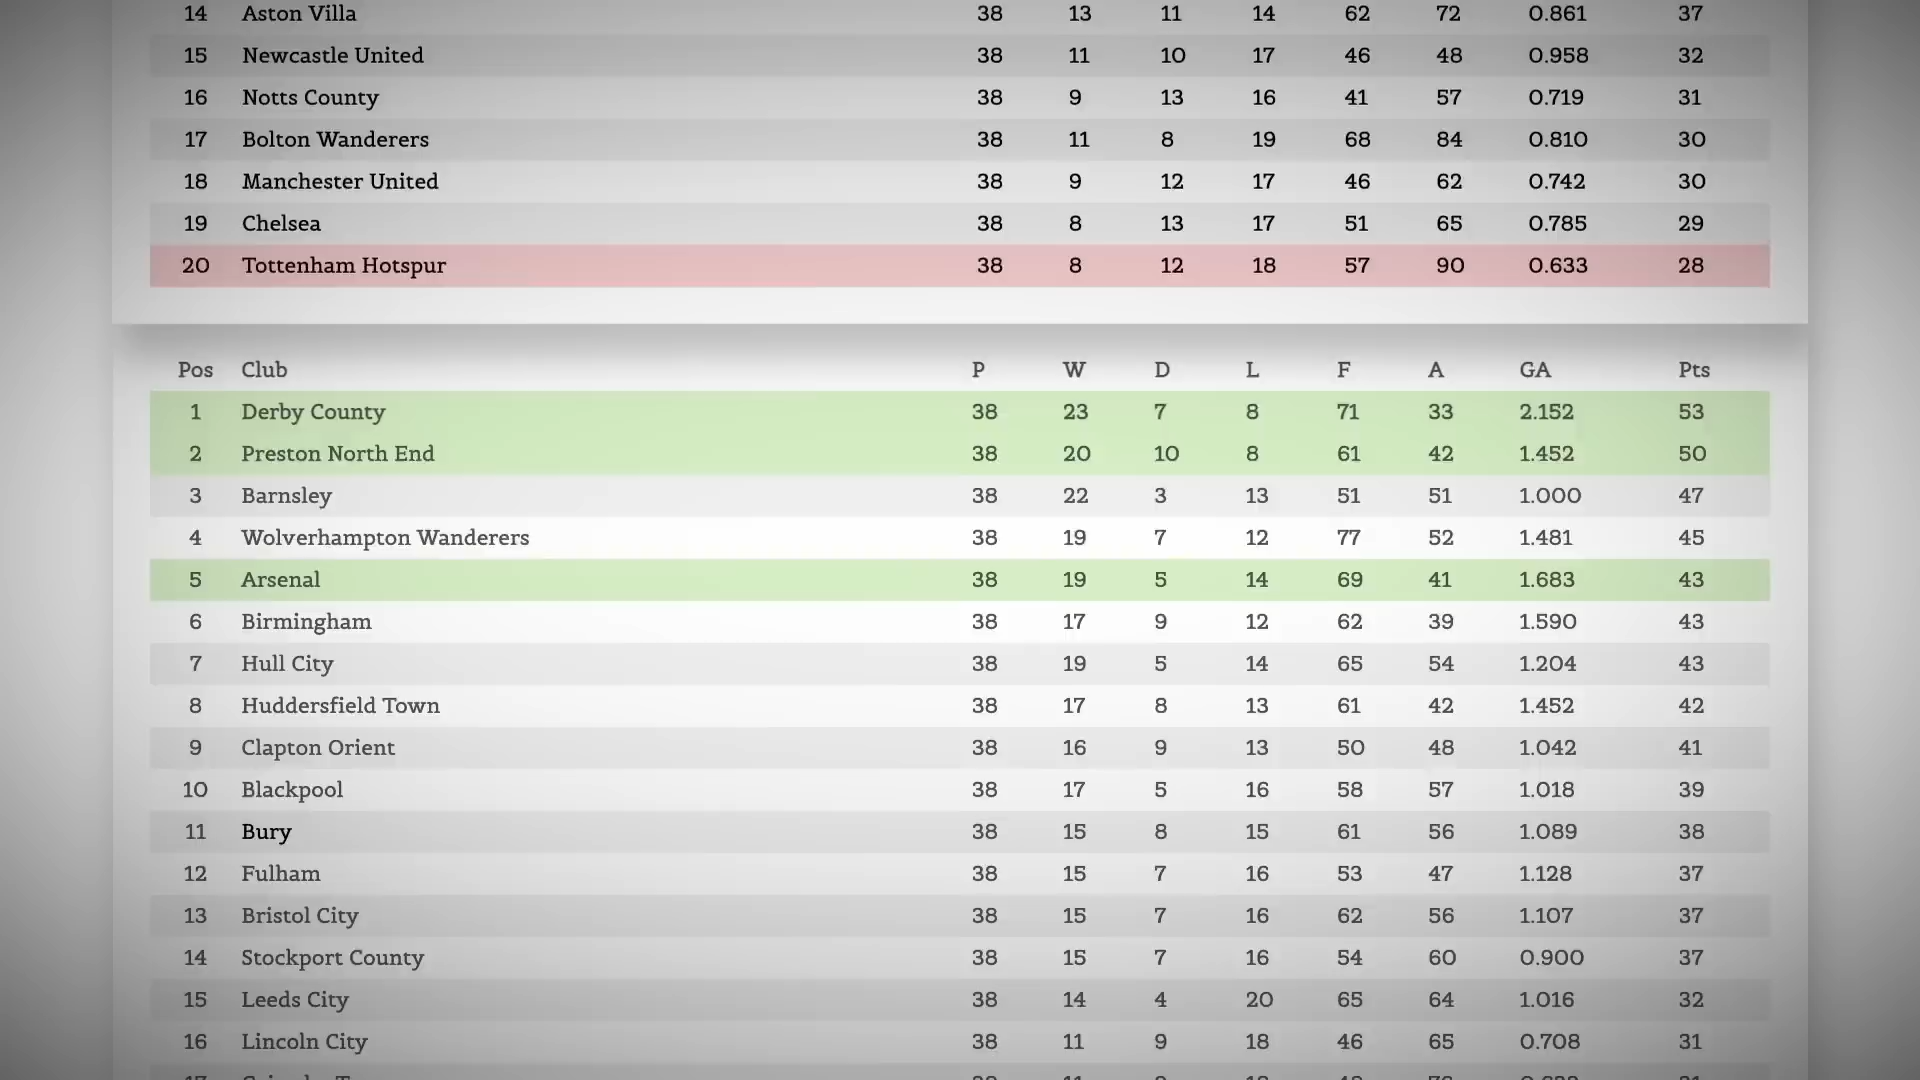 14 Aston Villa 38 13 11 14 62 72 0.861 37
15 Newcastle United 38 11 10 17 46 48 0.958 32
16 Notts County 38 9 13 16 41 57 0.719 31
17 Bolton Wanderers 38 11 8 19 68 84 0.810 30
18 Manchester United 38 9 12 17 46 62 0.742 30
19 Chelsea 38 8 13 17 51 65 0.785 29
20 Tottenham Hotspur 38 8 12 18 57 90 0.633 28
Pos Club P W D L F A GA Pts
1 Derby County 38 23 7 8 71 33 2.152 53
2 Preston North End 38 20 10 8 61 42 1.452 50
3 Barnsley 38 22 3 13 51 51 1.000 47
4 Wolverhampton Wanderers 38 19 7 12 77 52 1.481 45
5 Arsenal 38 19 5 14 69 41 1.683 43
6 Birmingham 38 17 9 12 62 39 1.590 43
7 Hull City 38 19 5 14 65 54 1.204 43
8 Huddersfield Town 38 17 8 13 61 42 1.452 42
9 Clapton Orient 38 16 9 13 50 48 1.042 41
10 Blackpool 38 17 5 16 58 57 1.018 39
11 Bury 38 15 8 15 61 56 1.089 38
12 Fulham 38 15 7 16 53 47 1.128 37
13 Bristol City 38 15 7 16 62 56 1.107 37
14 Stockport County 38 15 7 16 54 60 0.900 37
15 Leeds City 38 14 4 20 65 64 1.016 32
16 Lincoln City 38 11 9 18 46 65 0.708 31